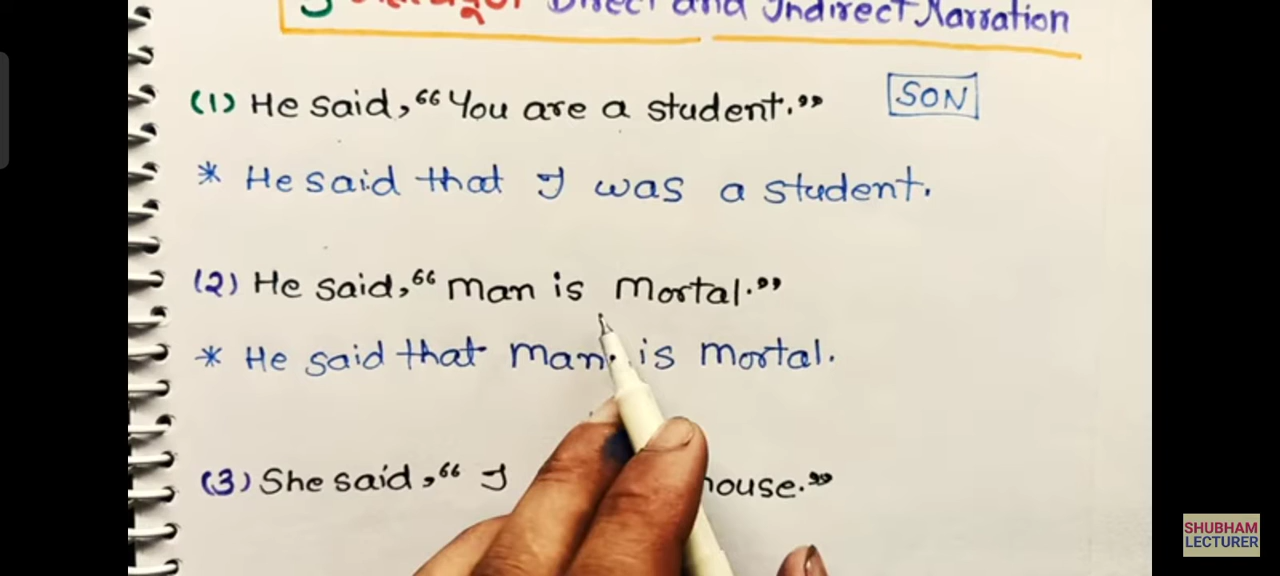 Direct and Indirect Narration
(1) He said, “You are a student.” SON
* He said that I was a student.
(2) He said, “Man is Mortal.”
* He said that Man is Mortal.
(3) She said, “I house.”
SHUBHAM
LECTURER